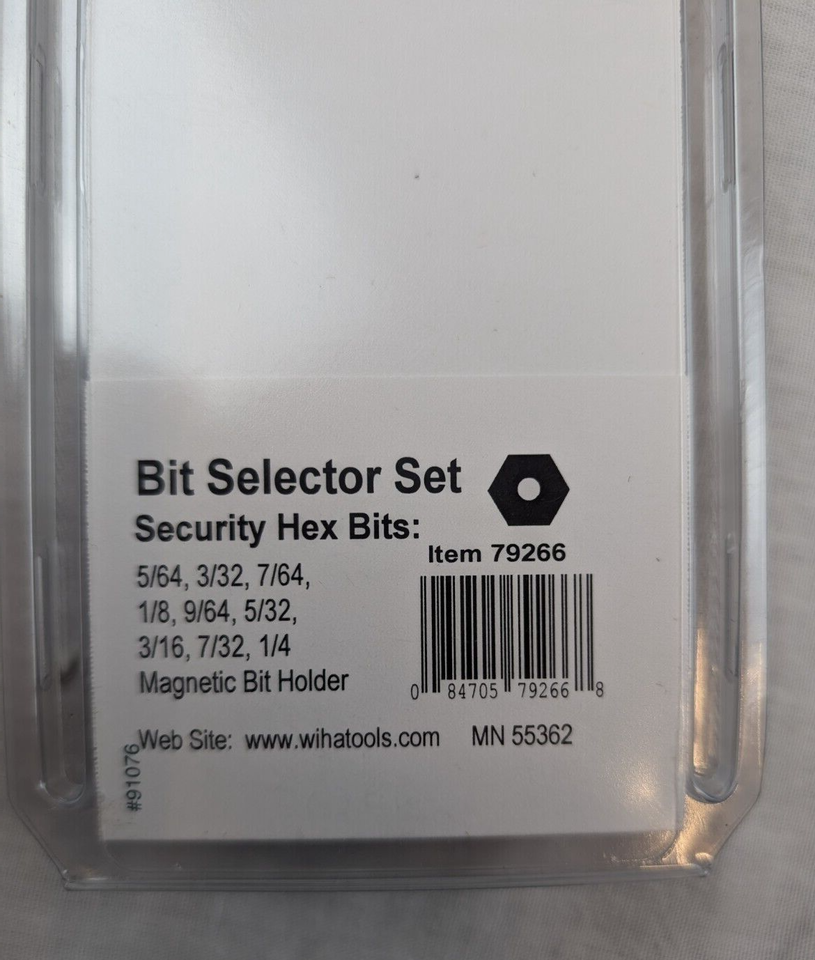 Bit Selector Set
Security Hex Bits:
Item 79266
5/64, 3/32, 7/64,
1/8, 9/64, 5/32,
3/16, 7/32, 1/4
Magnetic Bit Holder
0 84705 79266 8
Web Site: www.wihatools.com MN 55362
#91076